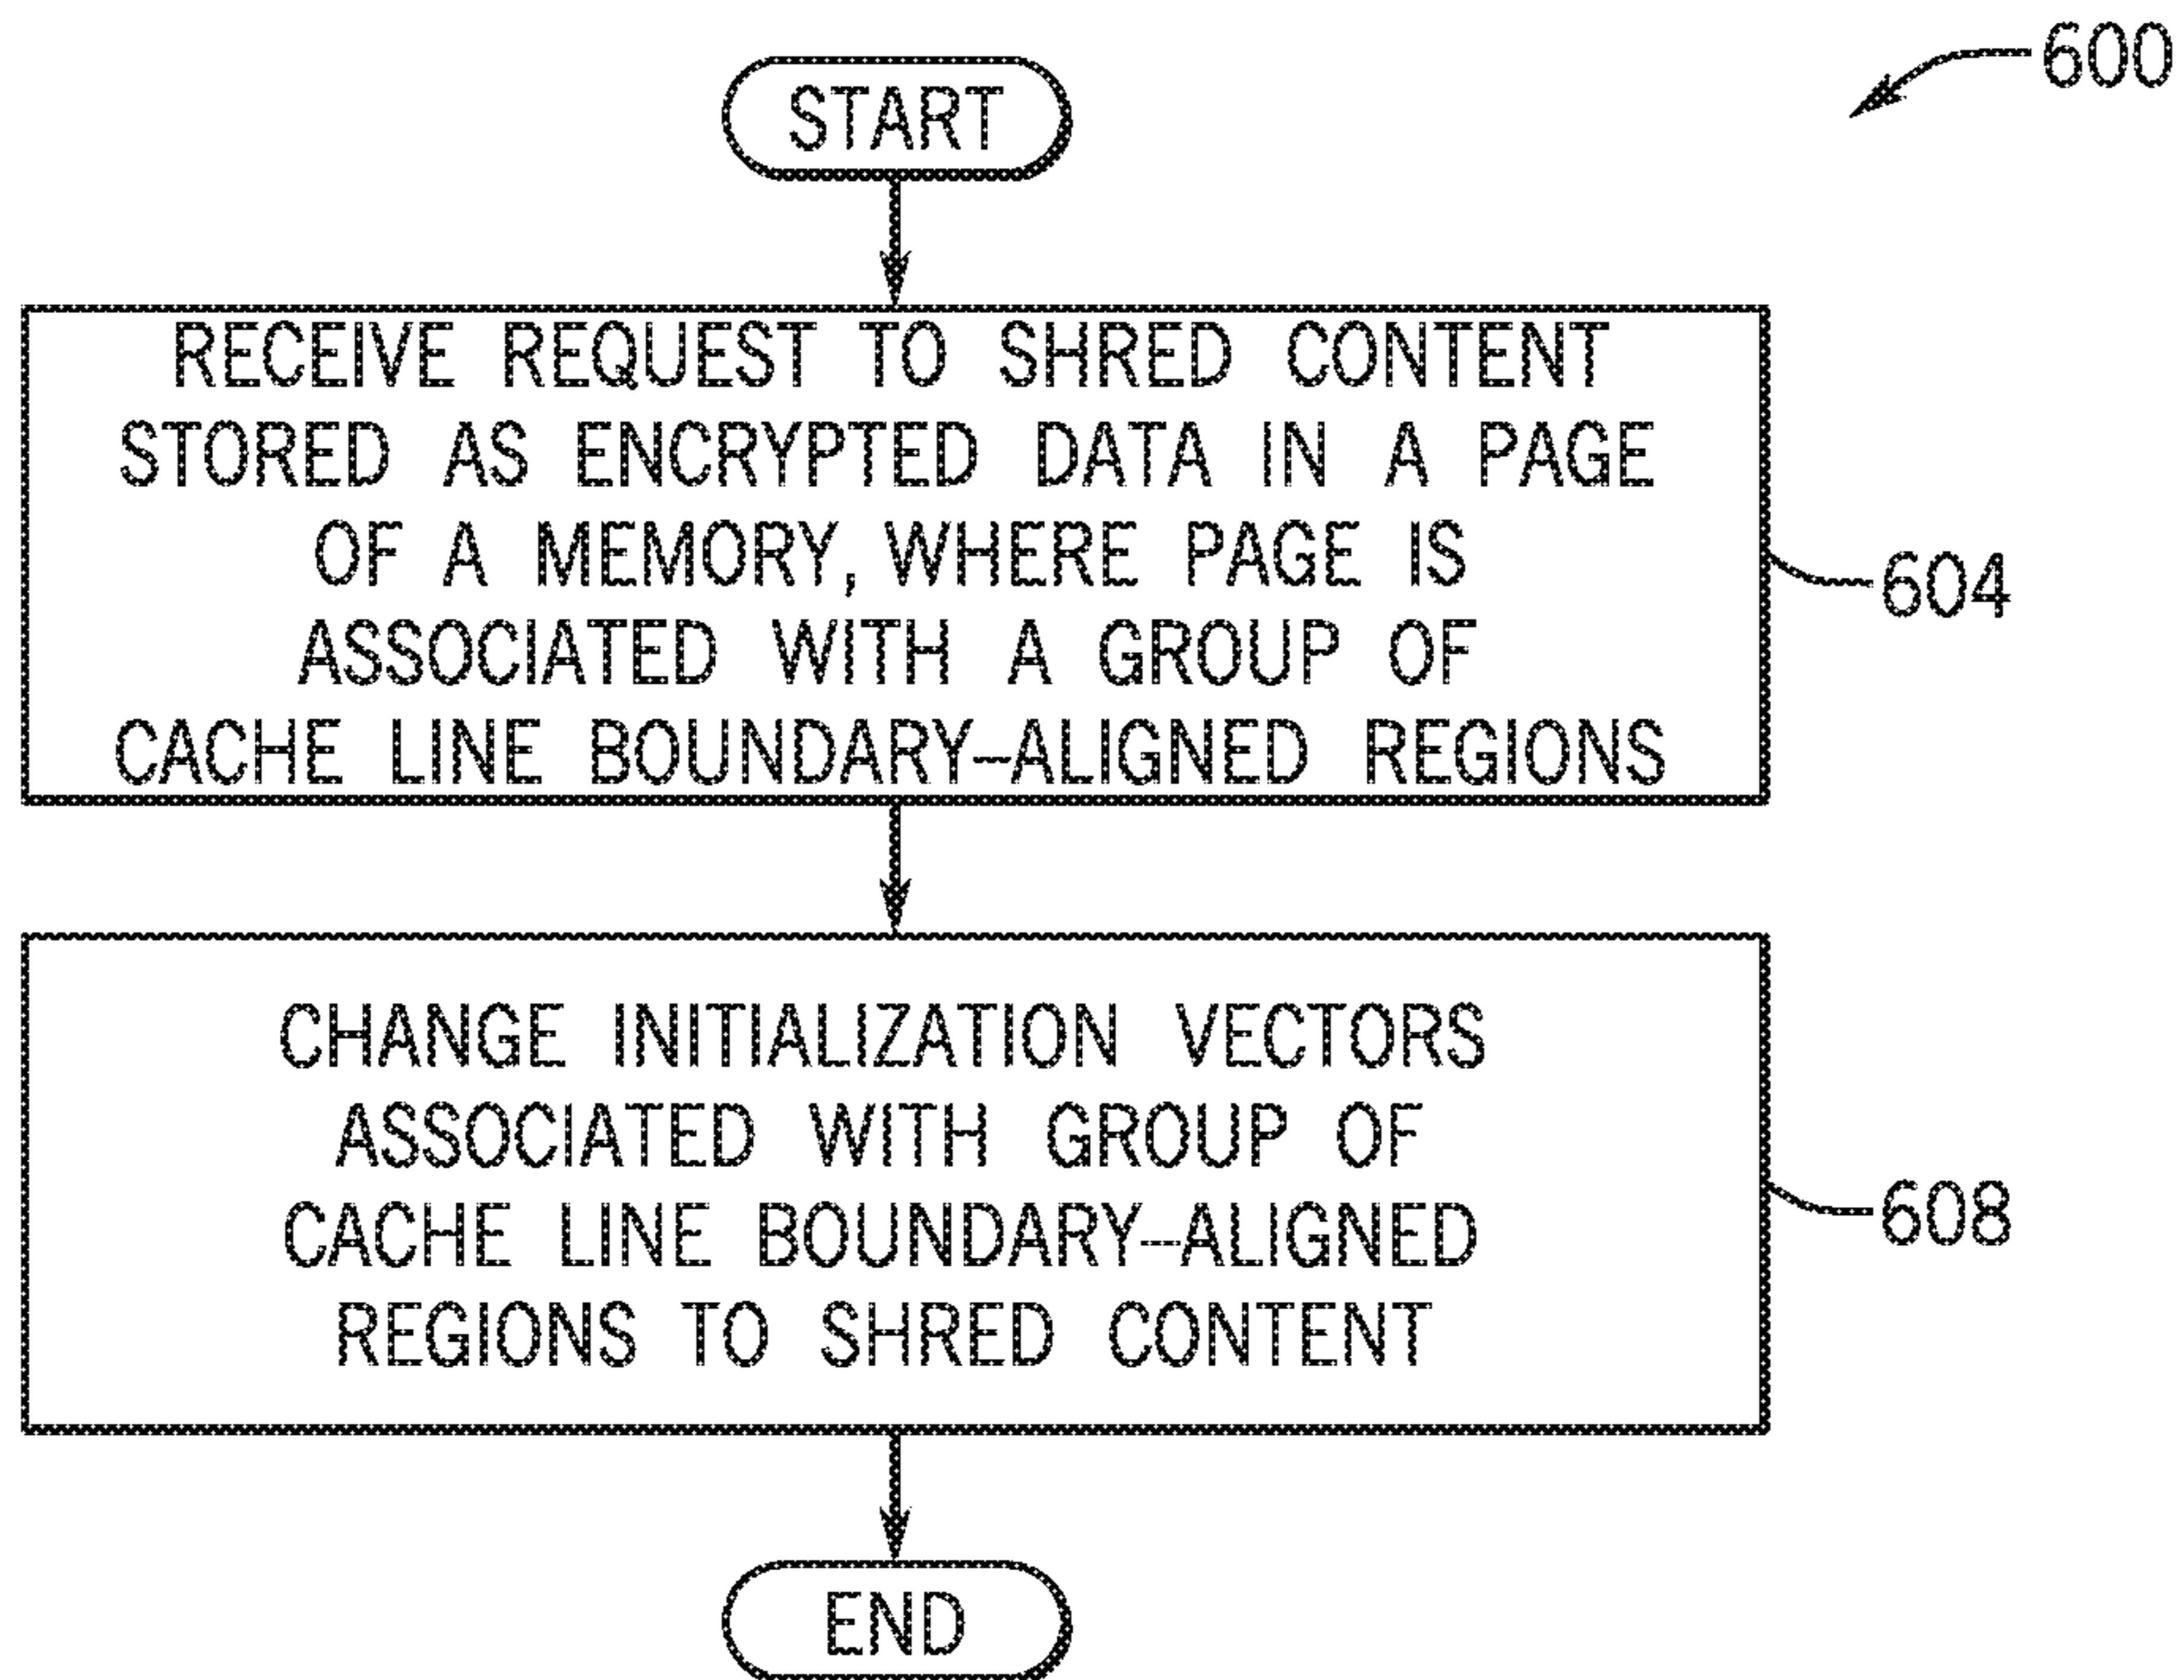 600
START
RECEIVE REQUEST TO SHRED CONTENT
STORED AS ENCRYPTED DATA IN A PAGE
OF A MEMORY, WHERE PAGE IS
ASSOCIATED WITH A GROUP OF
CACHE LINE BOUNDARY-ALIGNED REGIONS
604
CHANGE INITIALIZATION VECTORS
ASSOCIATED WITH GROUP OF
CACHE LINE BOUNDARY-ALIGNED
REGIONS TO SHRED CONTENT
608
END